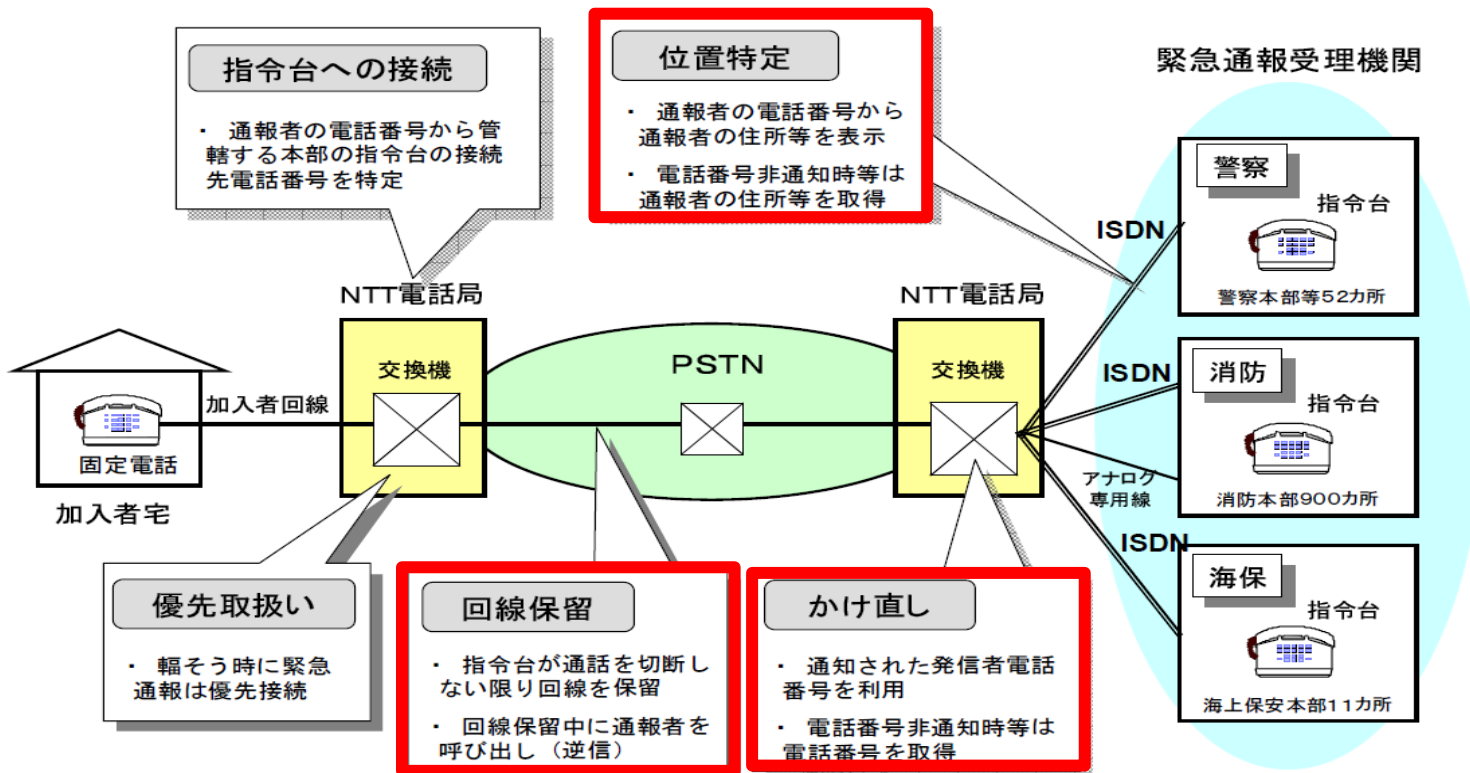 指令台への接続
・ 通報者の電話番号から管
轄する本部の指令台の接続
先電話番号を特定
位置特定
・ 通報者の電話番号から
通報者の住所等を表示
・ 電話番号非通知時等は
通報者の住所等を取得
緊急通報受理機関
警察
指令台
警察本部等52カ所
ISDN
NTT電話局
NTT電話局
交換機
PSTN
交換機
ISDN
消防
指令台
消防本部900カ所
加入者回線
固定電話
加入者宅
アナログ
専用線
ISDN
海保
指令台
海上保安本部11カ所
優先取扱い
・ 輻そう時に緊急
通報は優先接続
回線保留
・ 指令台が通話を切断し
ない限り回線を保留
・ 回線保留中に通報者を
呼び出し（逆信）
かけ直し
・ 通知された発信者電話
番号を利用
・ 電話番号非通知時等は
電話番号を取得